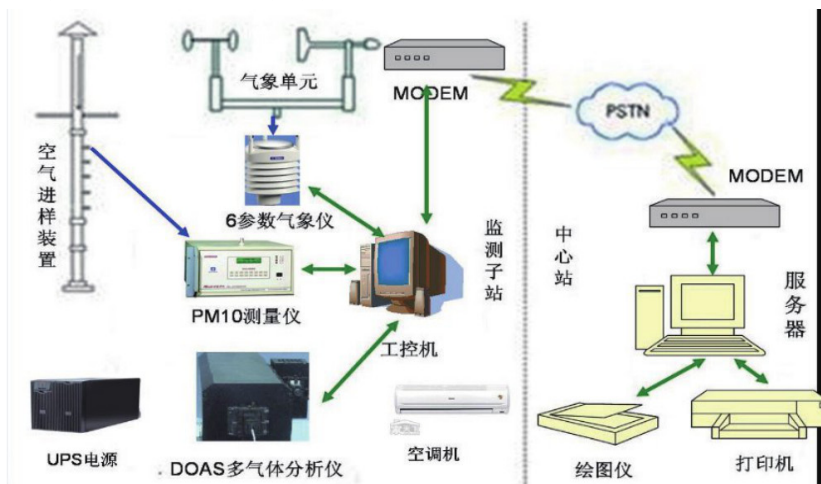 气象单元
MODEM
PSTN
空气进样装置
MODEM
6参数气象仪
监测子站
中心站
服务器
PM10测量仪
工控机
UPS电源
DOAS多气体分析仪
空调机
绘图仪
打印机